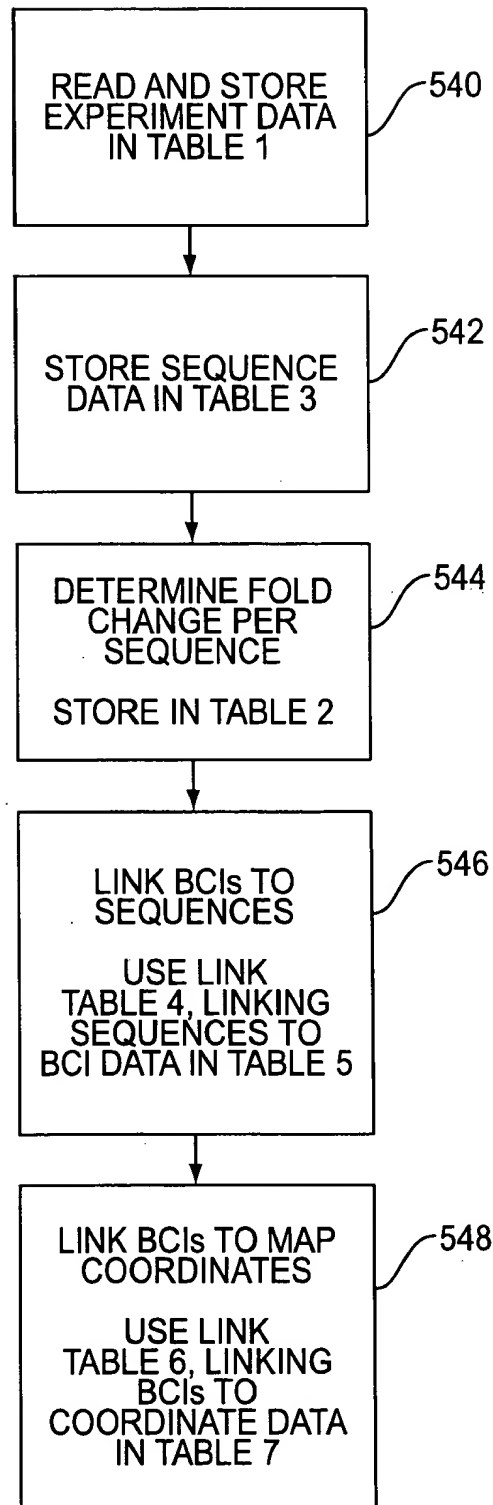 READ AND STORE
EXPERIMENT DATA
IN TABLE 1
540
STORE SEQUENCE
DATA IN TABLE 3
542
DETERMINE FOLD
CHANGE PER
SEQUENCE
STORE IN TABLE 2
544
LINK BCIs TO
SEQUENCES
USE LINK
TABLE 4, LINKING
SEQUENCES TO
BCI DATA IN TABLE 5
546
LINK BCIs TO MAP
COORDINATES
USE LINK
TABLE 6, LINKING
BCIs TO
COORDINATE DATA
IN TABLE 7
548